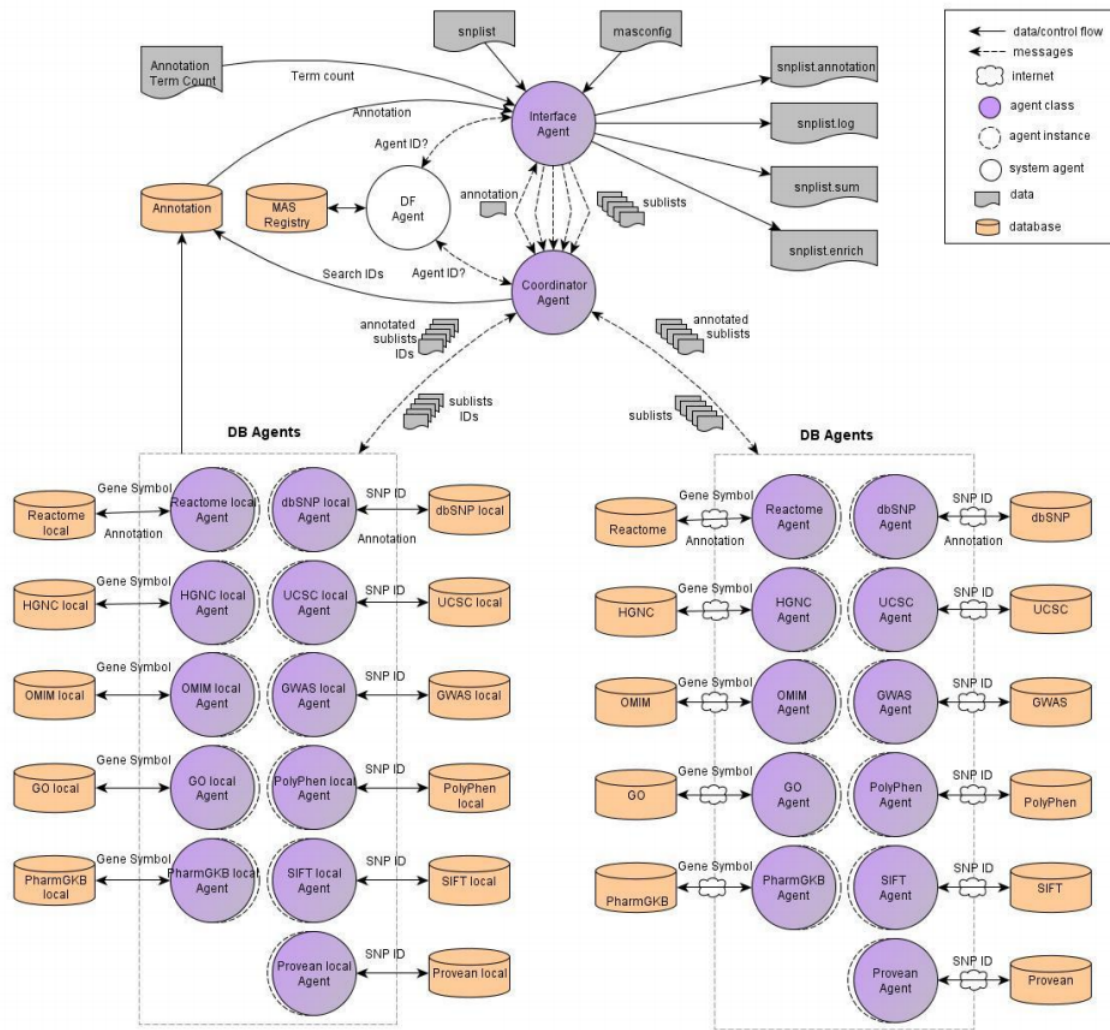 snplist
masconfig
Annotation
Term Count
Term count
Annotation
Interface
Agent
snplist.annotation
snplist.log
snplist.sum
snplist.enrich
data/control flow
messages
internet
agent class
agent instance
system agent
data
database
Agent ID?
annotation
sublists
Annotation
MAS
Registry
DF
Agent
Search IDs
Agent ID?
Coordinator
Agent
annotated
sublists
IDs
sublists
IDs
annotated
sublists
sublists
DB Agents
Gene Symbol
Reactome
local
Annotation
Reactome local
Agent
dbSNP
local Agent
SNP ID
dbSNP local
Annotation
Gene Symbol
HGNC local
HGNC local
Agent
UCSC local
Agent
SNP ID
UCSC local
Gene Symbol
OMIM local
OMIM local
Agent
GWAS local
Agent
SNP ID
GWAS local
Gene Symbol
GO local
GO local
Agent
PolyPhen local
Agent
SNP ID
PolyPhen
local
Gene Symbol
PharmGKB
local
PharmGKB local
Agent
SIFT local
Agent
SNP ID
SIFT local
Provean local
Agent
SNP ID
Provean local
DB Agents
Gene Symbol
Reactome
Annotation
Reactome
Agent
dbSNP
Agent
SNP ID
dbSNP
Annotation
Gene Symbol
HGNC
HGNC
Agent
UCSC
Agent
SNP ID
UCSC
Gene Symbol
OMIM
OMIM
Agent
GWAS
Agent
SNP ID
GWAS
Gene Symbol
GO
GO
Agent
PolyPhen
Agent
SNP ID
PolyPhen
Gene Symbol
PharmGKB
PharmGKB
Agent
SIFT
Agent
SNP ID
SIFT
Provean
Agent
SNP ID
Provean